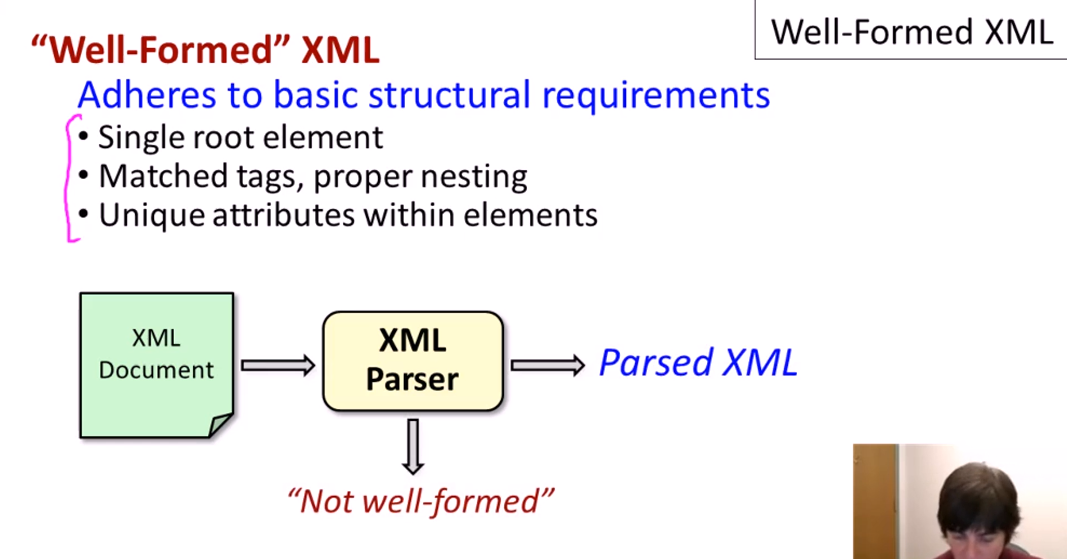 Well-Formed XML
“Well-Formed” XML
Adheres to basic structural requirements
• Single root element
• Matched tags, proper nesting
• Unique attributes within elements
XML
Document
XML
Parser
Parsed XML
“Not well-formed”